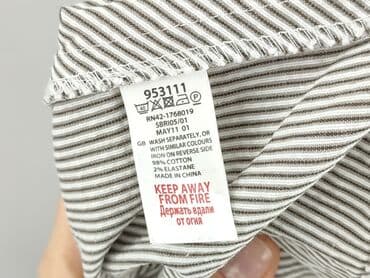 953111
40
P
RN42-1768019
SBRI05/01
MAY11 01
GB WASH SEPARATELY, OR
WITH SIMILAR COLOURS
IRON ON REVERSE SIDE
98% COTTON
2% ELASTANE
MADE IN CHINA
KEEP AWAY
FROM FIRE
Держать вдали
от огня